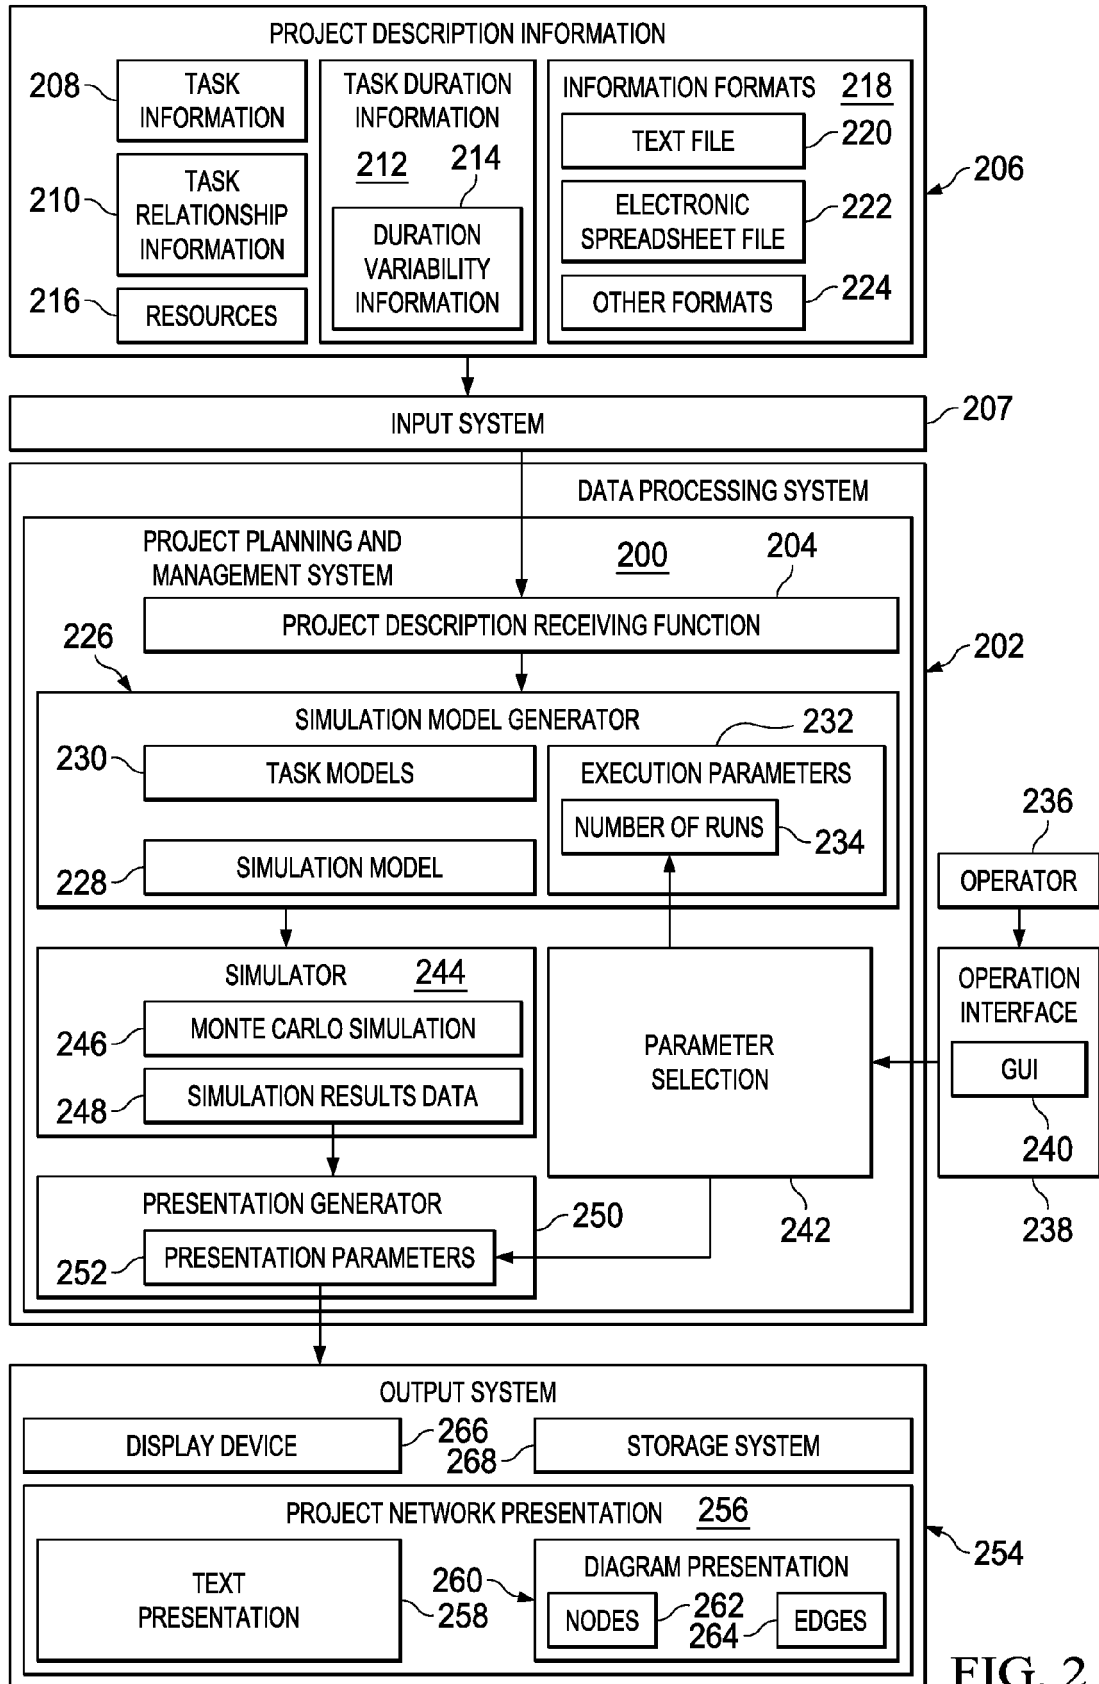 PROJECT DESCRIPTION INFORMATION
208
TASK
INFORMATION
210
TASK
RELATIONSHIP
INFORMATION
216
RESOURCES
TASK DURATION
INFORMATION
212
214
DURATION
VARIABILITY
INFORMATION
INFORMATION FORMATS
218
TEXT FILE
220
ELECTRONIC
SPREADSHEET FILE
222
OTHER FORMATS
224
206
INPUT SYSTEM
207
DATA PROCESSING SYSTEM
PROJECT PLANNING AND
MANAGEMENT SYSTEM
200
204
PROJECT DESCRIPTION RECEIVING FUNCTION
202
226
SIMULATION MODEL GENERATOR
232
230
TASK MODELS
EXECUTION PARAMETERS
NUMBER OF RUNS
234
228
SIMULATION MODEL
236
OPERATOR
SIMULATOR
244
246
MONTE CARLO SIMULATION
248
SIMULATION RESULTS DATA
PARAMETER
SELECTION
242
OPERATION
INTERFACE
GUI
240
238
PRESENTATION GENERATOR
250
252
PRESENTATION PARAMETERS
OUTPUT SYSTEM
DISPLAY DEVICE
266
268
STORAGE SYSTEM
PROJECT NETWORK PRESENTATION
256
254
TEXT
PRESENTATION
258
260
DIAGRAM PRESENTATION
NODES
262
264
EDGES
FIG. 2